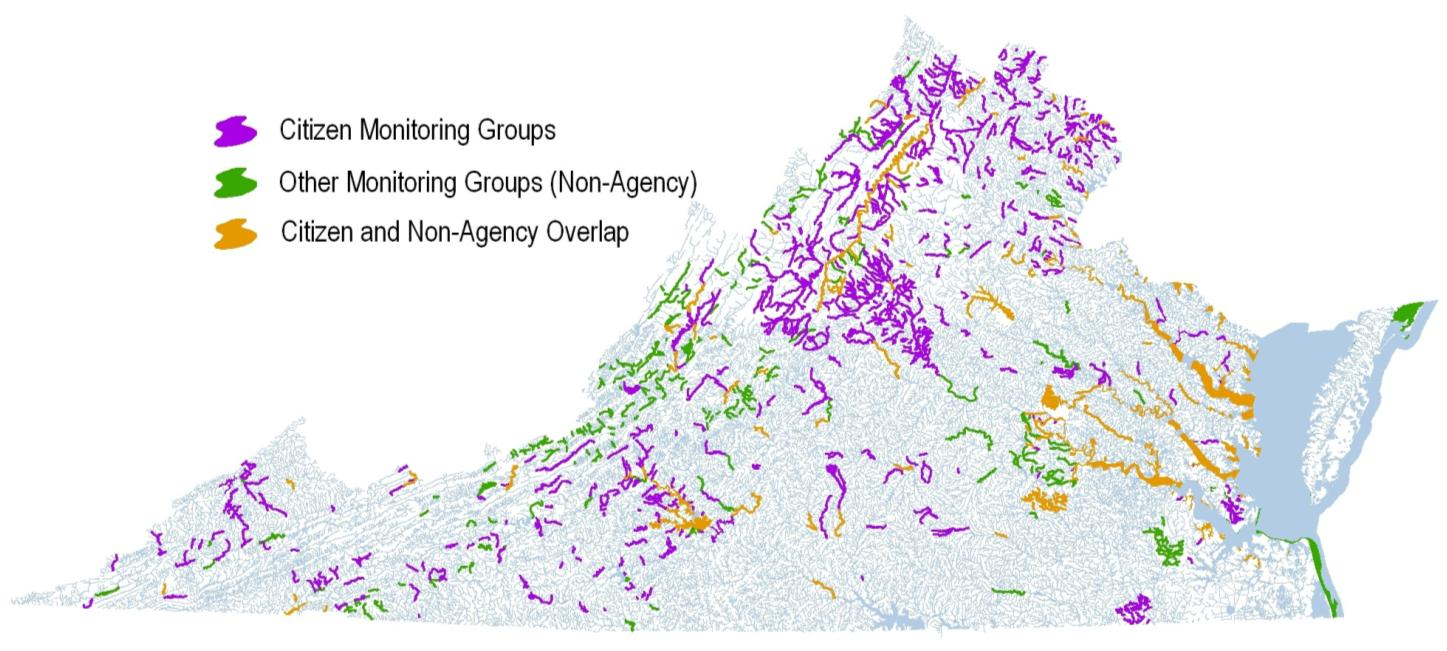 Citizen Monitoring Groups
Other Monitoring Groups (Non-Agency)
Citizen and Non-Agency Overlap